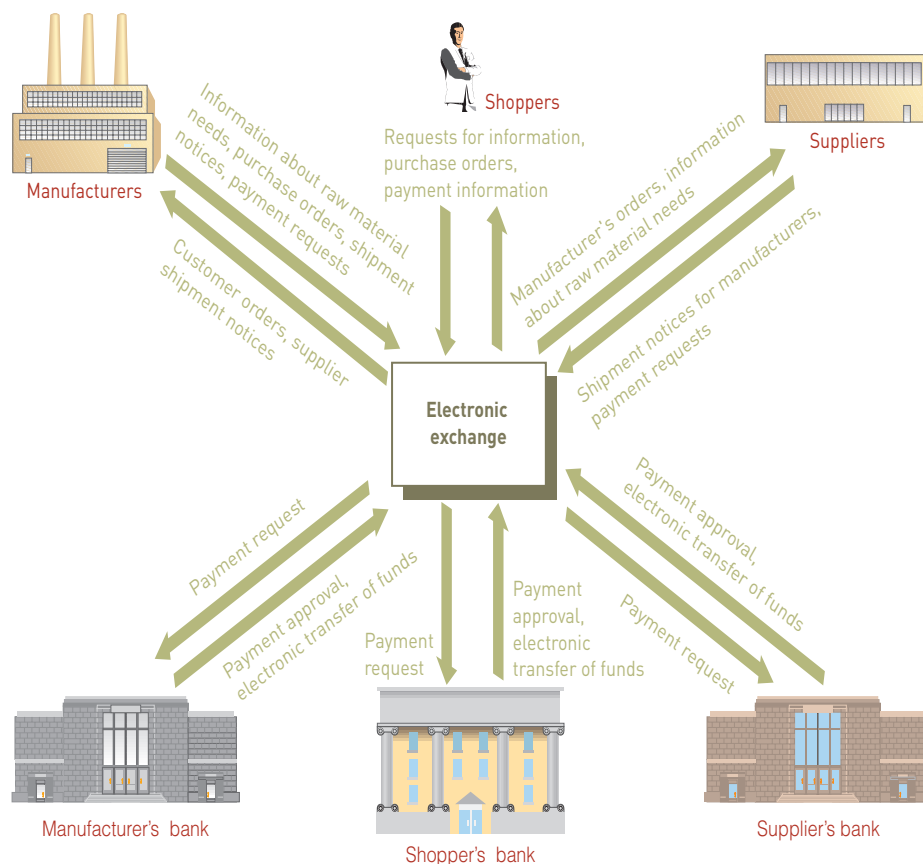 Shoppers
Manufacturers
Suppliers
Information about raw material
needs, purchase orders, shipment
notices, payment requests
Customer orders, supplier
shipment notices
Requests for information,
purchase orders,
payment information
Manufacturer's orders, information
about raw material needs
Shipment notices for manufacturers,
payment requests
Electronic
exchange
Payment request
Payment approval,
electronic transfer of funds
Payment
request
Payment
approval,
electronic
transfer of funds
Payment approval,
electronic transfer of funds
Payment request
Manufacturer's bank
Shopper's bank
Supplier's bank